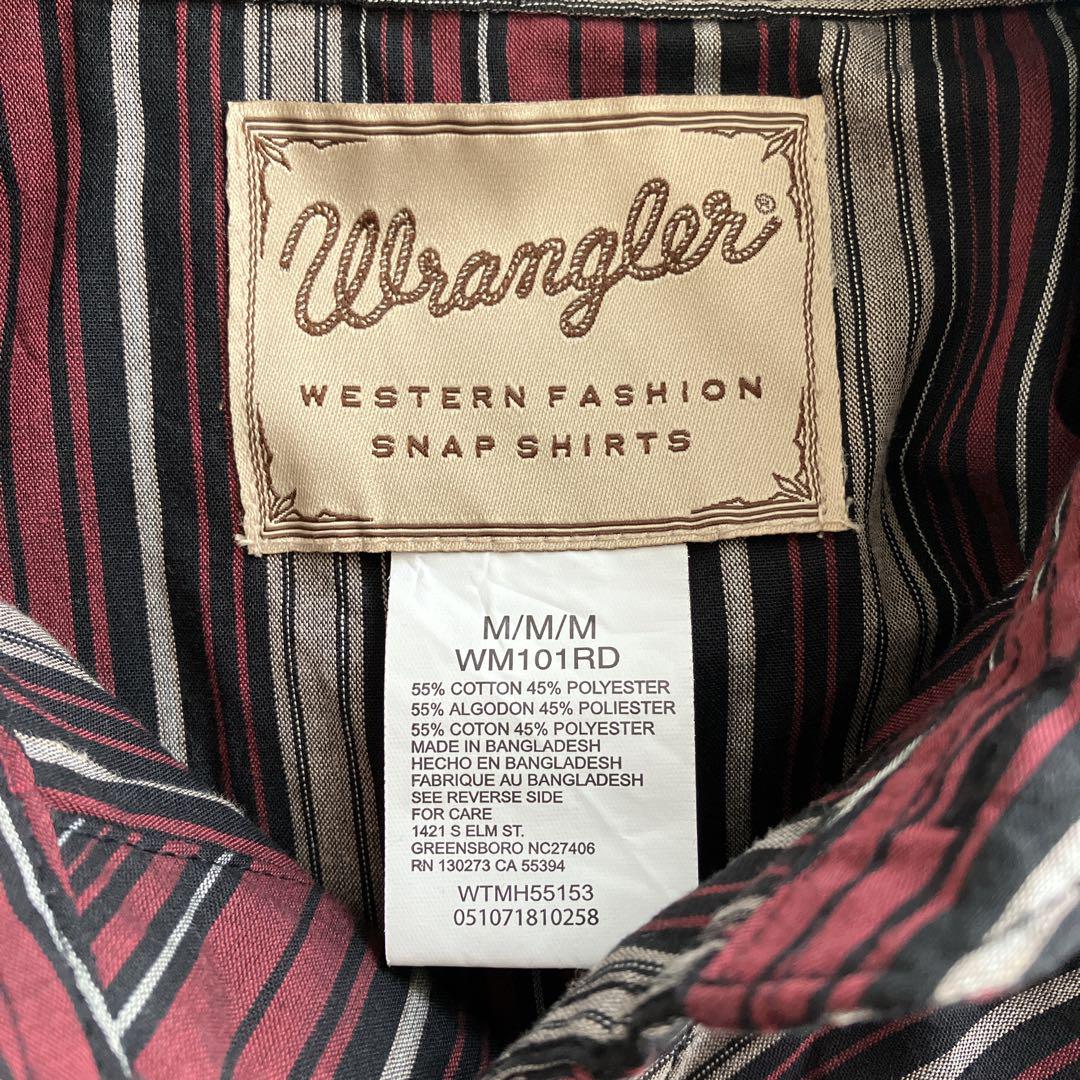 Wrangler®
WESTERN FASHION
SNAP SHIRTS
M/M/M
WM101RD
55% COTTON 45% POLYESTER
55% ALGODON 45% POLIESTER
55% COTON 45% POLYESTER
MADE IN BANGLADESH
HECHO EN BANGLADESH
FABRIQUE AU BANGLADESH
SEE REVERSE SIDE
FOR CARE
1421 S ELM ST.
GREENSBORO NC27406
RN 130273 CA 55394
WTMH55153
051071810258